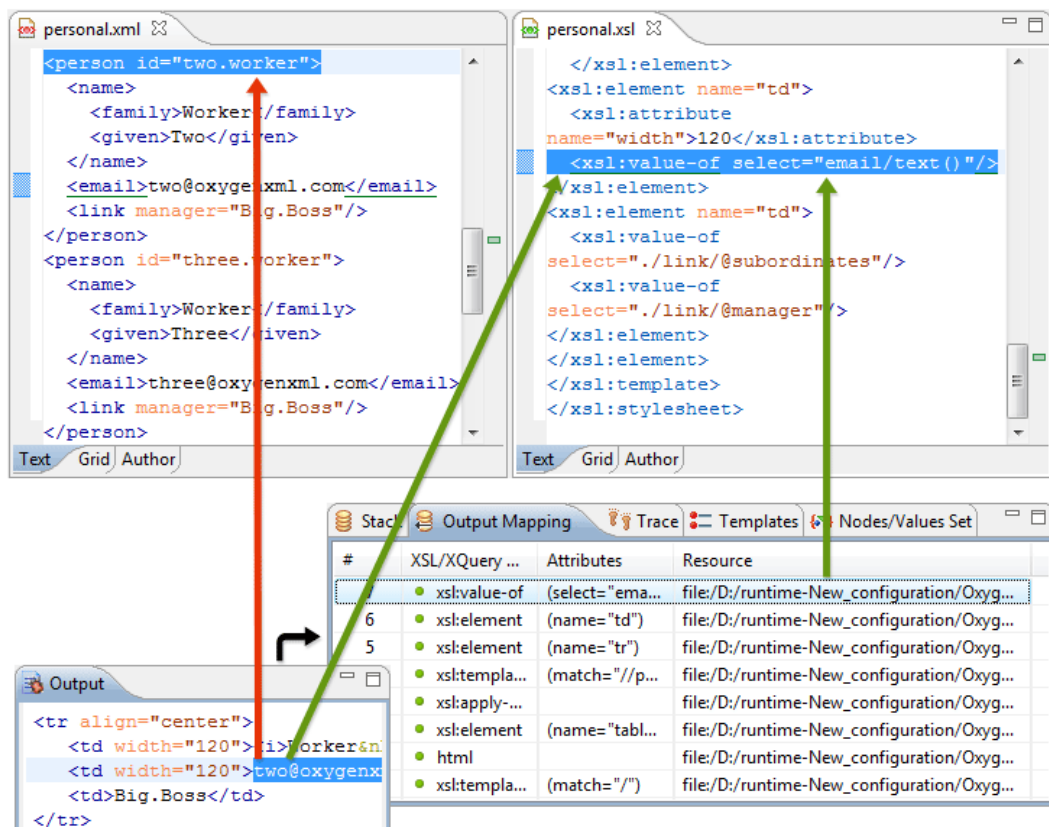 personal.xml
<person id="two.worker">
<name>
<family>Worker</family>
<given>Two</given>
</name>
<email>two@oxygenxml.com</email>
<link manager="Big.Boss"/>
</person>
<person id="three.worker">
<name>
<family>Worker</family>
<given>Three</given>
</name>
<email>three@oxygenxml.com</email>
<link manager="Big.Boss"/>
</person>
Text Grid Author
personal.xsl
</xsl:element>
<xsl:element name="td">
<xsl:attribute
name="width">120</xsl:attribute>
<xsl:value-of select="email/text()"/>
</xsl:element>
<xsl:element name="td">
<xsl:value-of
select="./link/@subordinates"/>
<xsl:value-of
select="./link/@manager"/>
</xsl:element>
</xsl:element>
</xsl:template>
</xsl:stylesheet>
Text Grid Author
Stack Output Mapping Trace Templates Nodes/Values Set
# XSL/XQuery ... Attributes Resource
7 xsl:value-of (select="ema... file:/D:/runtime-New_configuration/Oxyg...
6 xsl:element (name="td") file:/D:/runtime-New_configuration/Oxyg...
5 xsl:element (name="tr") file:/D:/runtime-New_configuration/Oxyg...
xsl:templa... (match="//p... file:/D:/runtime-New_configuration/Oxyg...
xsl:apply-... file:/D:/runtime-New_configuration/Oxyg...
xsl:element (name="tabl... file:/D:/runtime-New_configuration/Oxyg...
html file:/D:/runtime-New_configuration/Oxyg...
xsl:templa... (match="/") file:/D:/runtime-New_configuration/Oxyg...
Output
<tr align="center">
<td width="120"><i>Worker&n
<td width="120">two@oxygenx
<td>Big.Boss</td>
</tr>